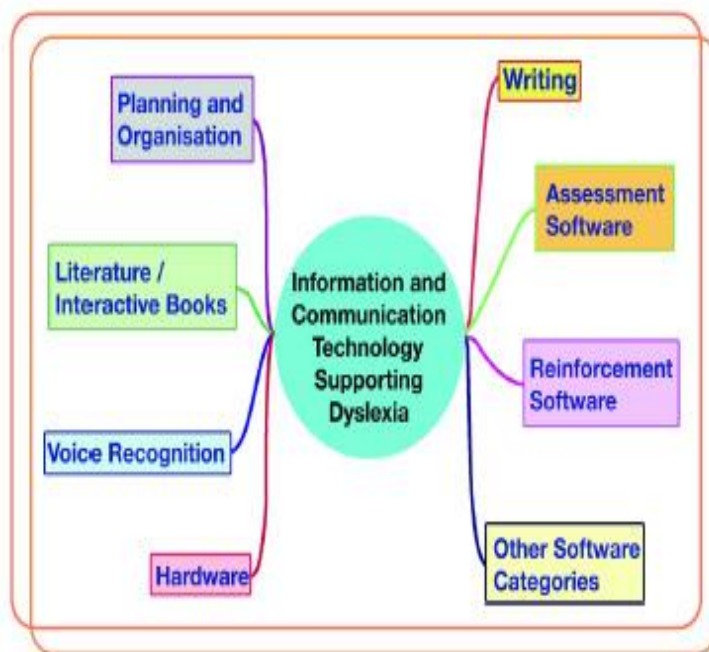 Planning and
Organisation
Literature /
Interactive Books
Voice Recognition
Hardware
Information and
Communication
Technology
Supporting
Dyslexia
Writing
Assessment
Software
Reinforcement
Software
Other Software
Categories